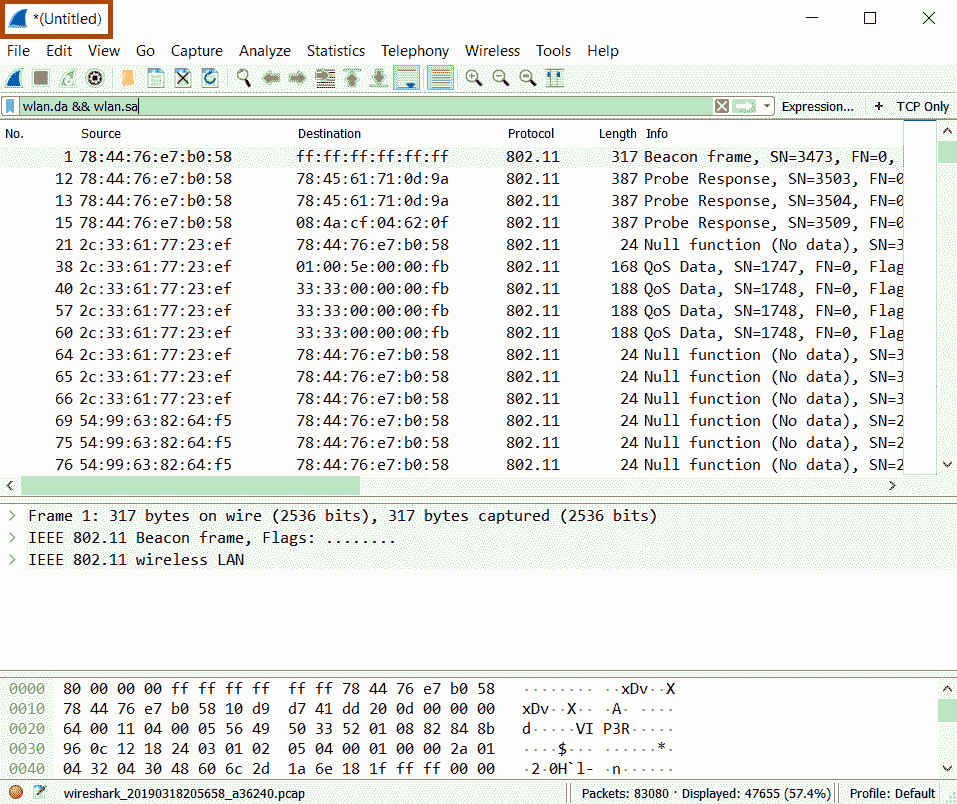 *(Untitled)
File Edit View Go Capture Analyze Statistics Telephony Wireless Tools Help
wlan.da && wlan.sa Expression... + TCP Only
No. Source Destination Protocol Length Info
1 78:44:76:e7:b0:58 ff:ff:ff:ff:ff:ff 802.11 317 Beacon frame, SN=3473, FN=0,
12 78:44:76:e7:b0:58 78:45:61:71:0d:9a 802.11 387 Probe Response, SN=3503, FN=0
13 78:44:76:e7:b0:58 78:45:61:71:0d:9a 802.11 387 Probe Response, SN=3504, FN=0
15 78:44:76:e7:b0:58 08:4a:cf:04:62:0f 802.11 387 Probe Response, SN=3509, FN=0
21 2c:33:61:77:23:ef 78:44:76:e7:b0:58 802.11 24 Null function (No data), SN=3
38 2c:33:61:77:23:ef 01:00:5e:00:00:fb 802.11 168 QoS Data, SN=1747, FN=0, Flag
40 2c:33:61:77:23:ef 33:33:00:00:00:fb 802.11 188 QoS Data, SN=1748, FN=0, Flag
57 2c:33:61:77:23:ef 33:33:00:00:00:fb 802.11 188 QoS Data, SN=1748, FN=0, Flag
60 2c:33:61:77:23:ef 33:33:00:00:00:fb 802.11 188 QoS Data, SN=1748, FN=0, Flag
64 2c:33:61:77:23:ef 78:44:76:e7:b0:58 802.11 24 Null function (No data), SN=3
65 2c:33:61:77:23:ef 78:44:76:e7:b0:58 802.11 24 Null function (No data), SN=3
66 2c:33:61:77:23:ef 78:44:76:e7:b0:58 802.11 24 Null function (No data), SN=3
69 54:99:63:82:64:f5 78:44:76:e7:b0:58 802.11 24 Null function (No data), SN=2
75 54:99:63:82:64:f5 78:44:76:e7:b0:58 802.11 24 Null function (No data), SN=2
76 54:99:63:82:64:f5 78:44:76:e7:b0:58 802.11 24 Null function (No data), SN=2
> Frame 1: 317 bytes on wire (2536 bits), 317 bytes captured (2536 bits)
> IEEE 802.11 Beacon frame, Flags: ........
> IEEE 802.11 wireless LAN
0000 80 00 00 00 ff ff ff ff ff ff 78 44 76 e7 b0 58 ········ ··xDv··X
0010 78 44 76 e7 b0 58 10 d9 d7 41 dd 20 0d 00 00 00 xDv··X·· ·A· ····
0020 64 00 11 04 00 05 56 49 50 33 52 01 08 82 84 8b d·····VI P3R·····
0030 96 0c 12 18 24 03 01 02 05 04 00 01 00 00 2a 01 ····$··· ······*·
0040 04 32 04 30 48 60 6c 2d 1a 6e 18 1f ff ff 00 00 ·2·0H`l- ·n······
wireshark_20190318205658_a36240.pcap Packets: 83080 · Displayed: 47655 (57.4%) Profile: Default